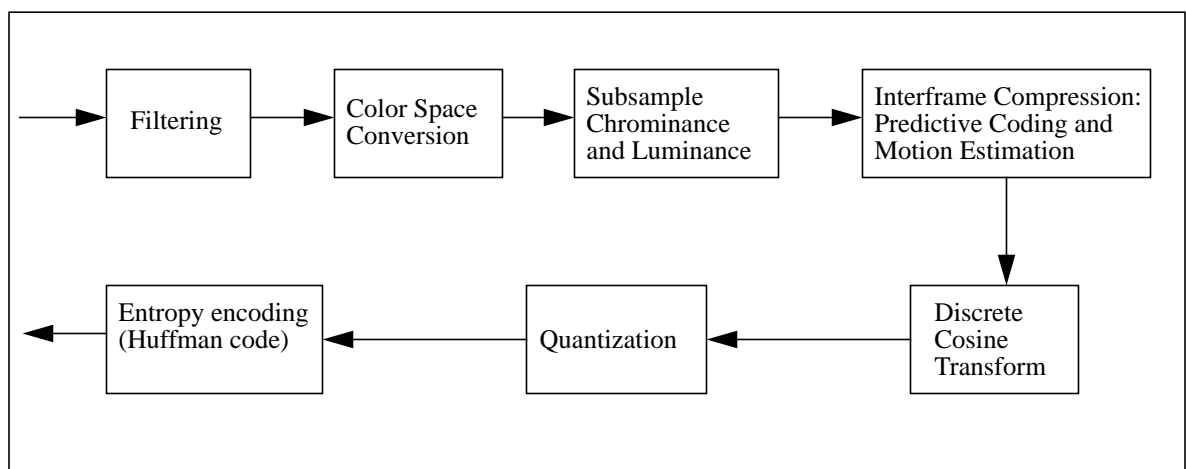 Filtering
Color Space
Conversion
Subsample
Chrominance
and Luminance
Interframe Compression:
Predictive Coding and
Motion Estimation
Entropy encoding
(Huffman code)
Quantization
Discrete
Cosine
Transform